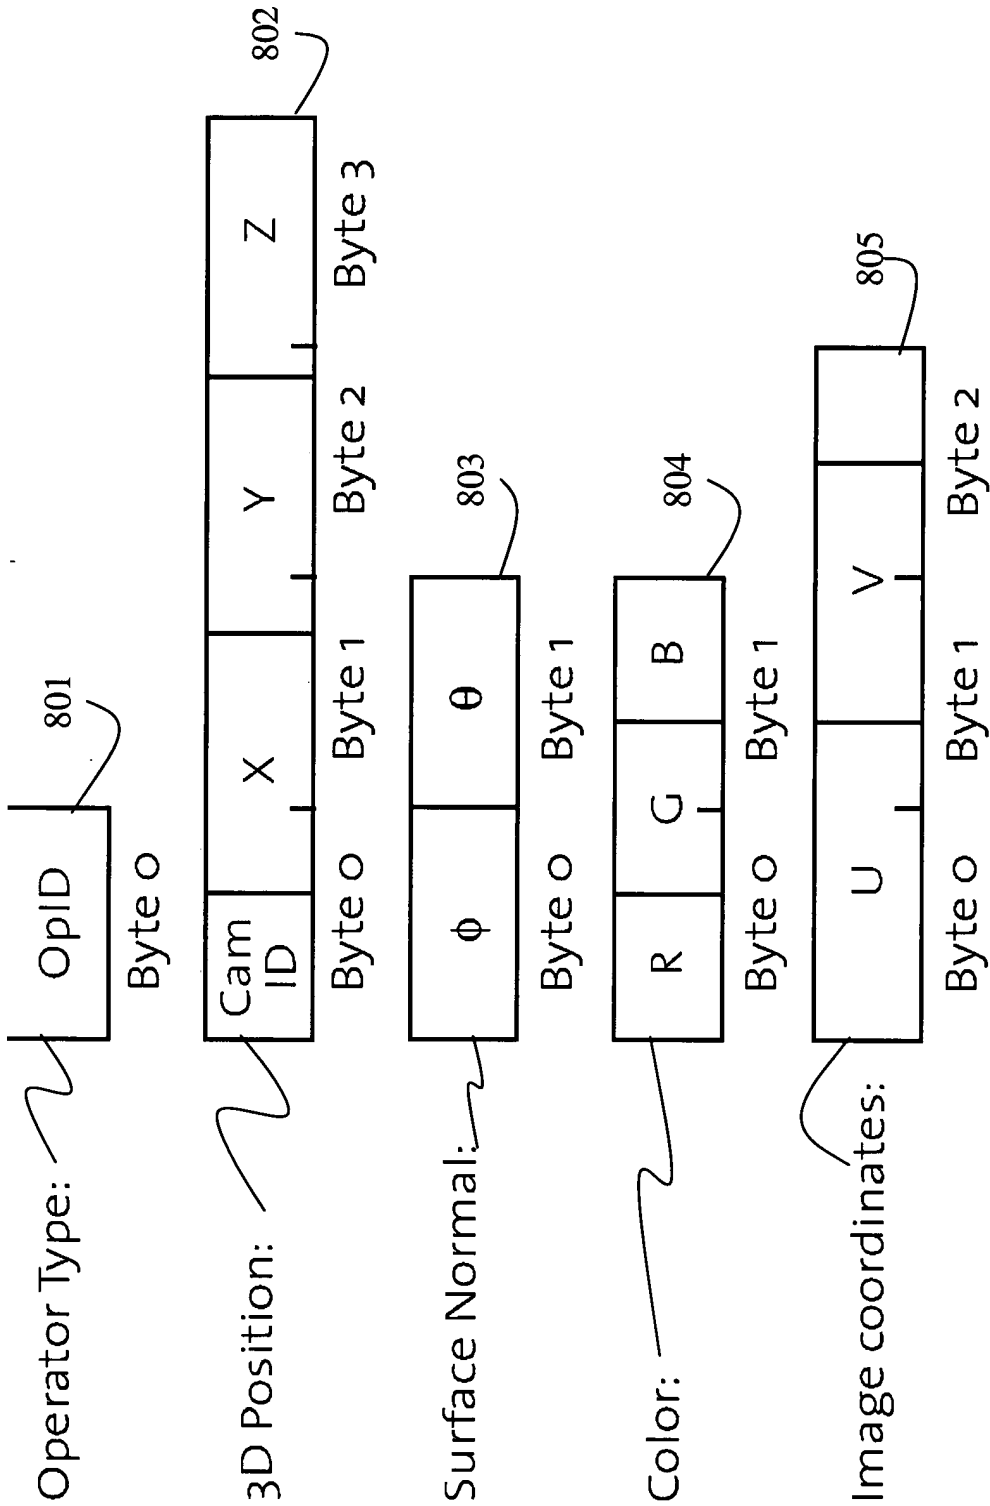 Operator Type:
OpID
801
Byte 0
3D Position:
Cam
ID
X
Y
Z
802
Byte 0
Byte 1
Byte 2
Byte 3
Surface Normal:
ϕ
θ
803
Byte 0
Byte 1
Color:
R
G
B
804
Byte 0
Byte 1
Image coordinates:
U
V
805
Byte 0
Byte 1
Byte 2